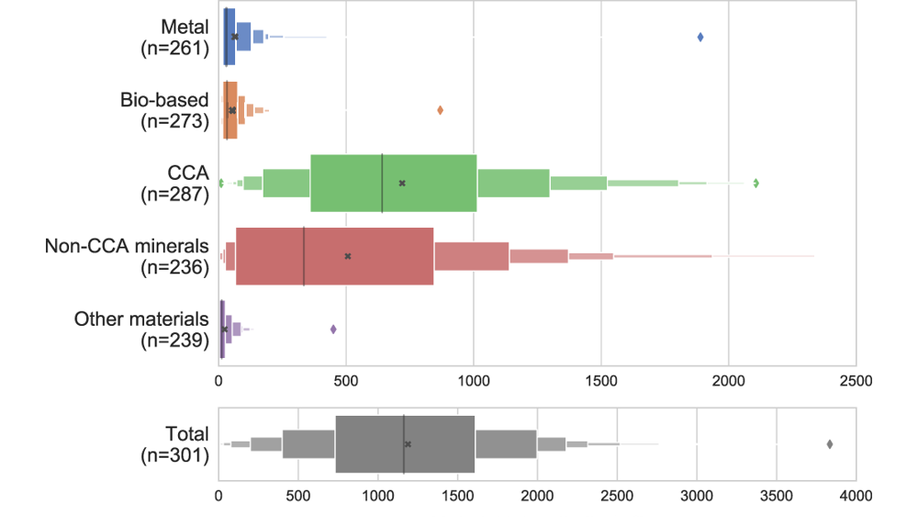 Metal
(n=261)
Bio-based
(n=273)
CCA
(n=287)
Non-CCA minerals
(n=236)
Other materials
(n=239)
0 500 1000 1500 2000 2500
Total
(n=301)
0 500 1000 1500 2000 2500 3000 3500 4000